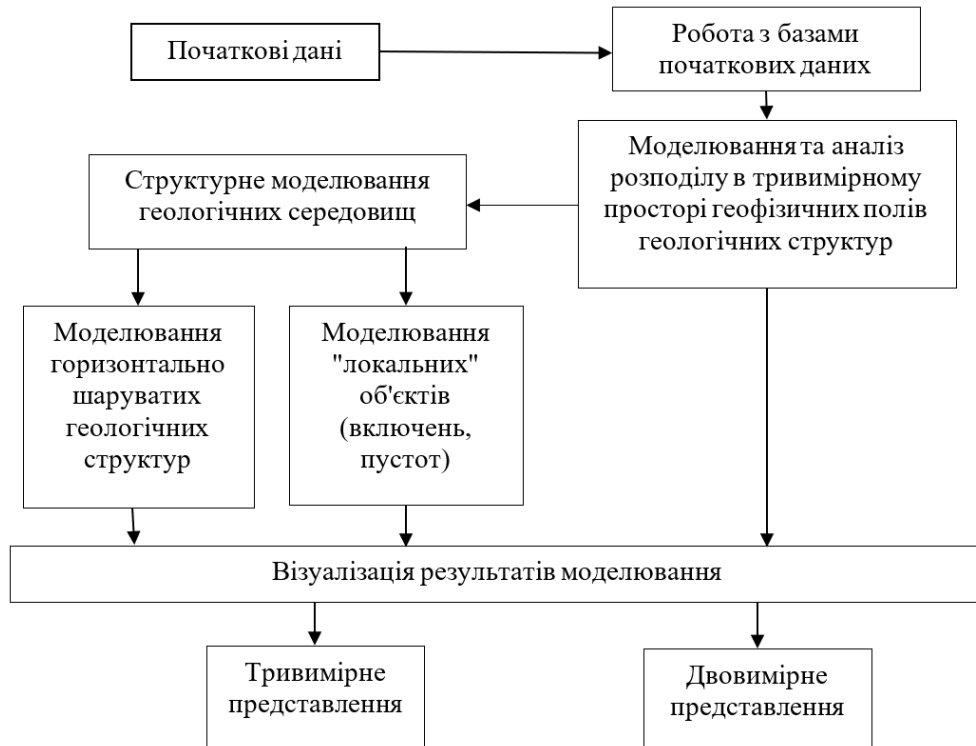 Початкові дані
Робота з базами
початкових даних
Моделювання та аналіз
розподілу в тривимірному
просторі геофізичних полів
геологічних структур
Структурне моделювання
геологічних середовищ
Моделювання
горизонтально
шаруватих
геологічних
структур
Моделювання
"локальних"
об'єктів
(включень,
пустот)
Візуалізація результатів моделювання
Тривимірне
представлення
Двовимірне
представлення